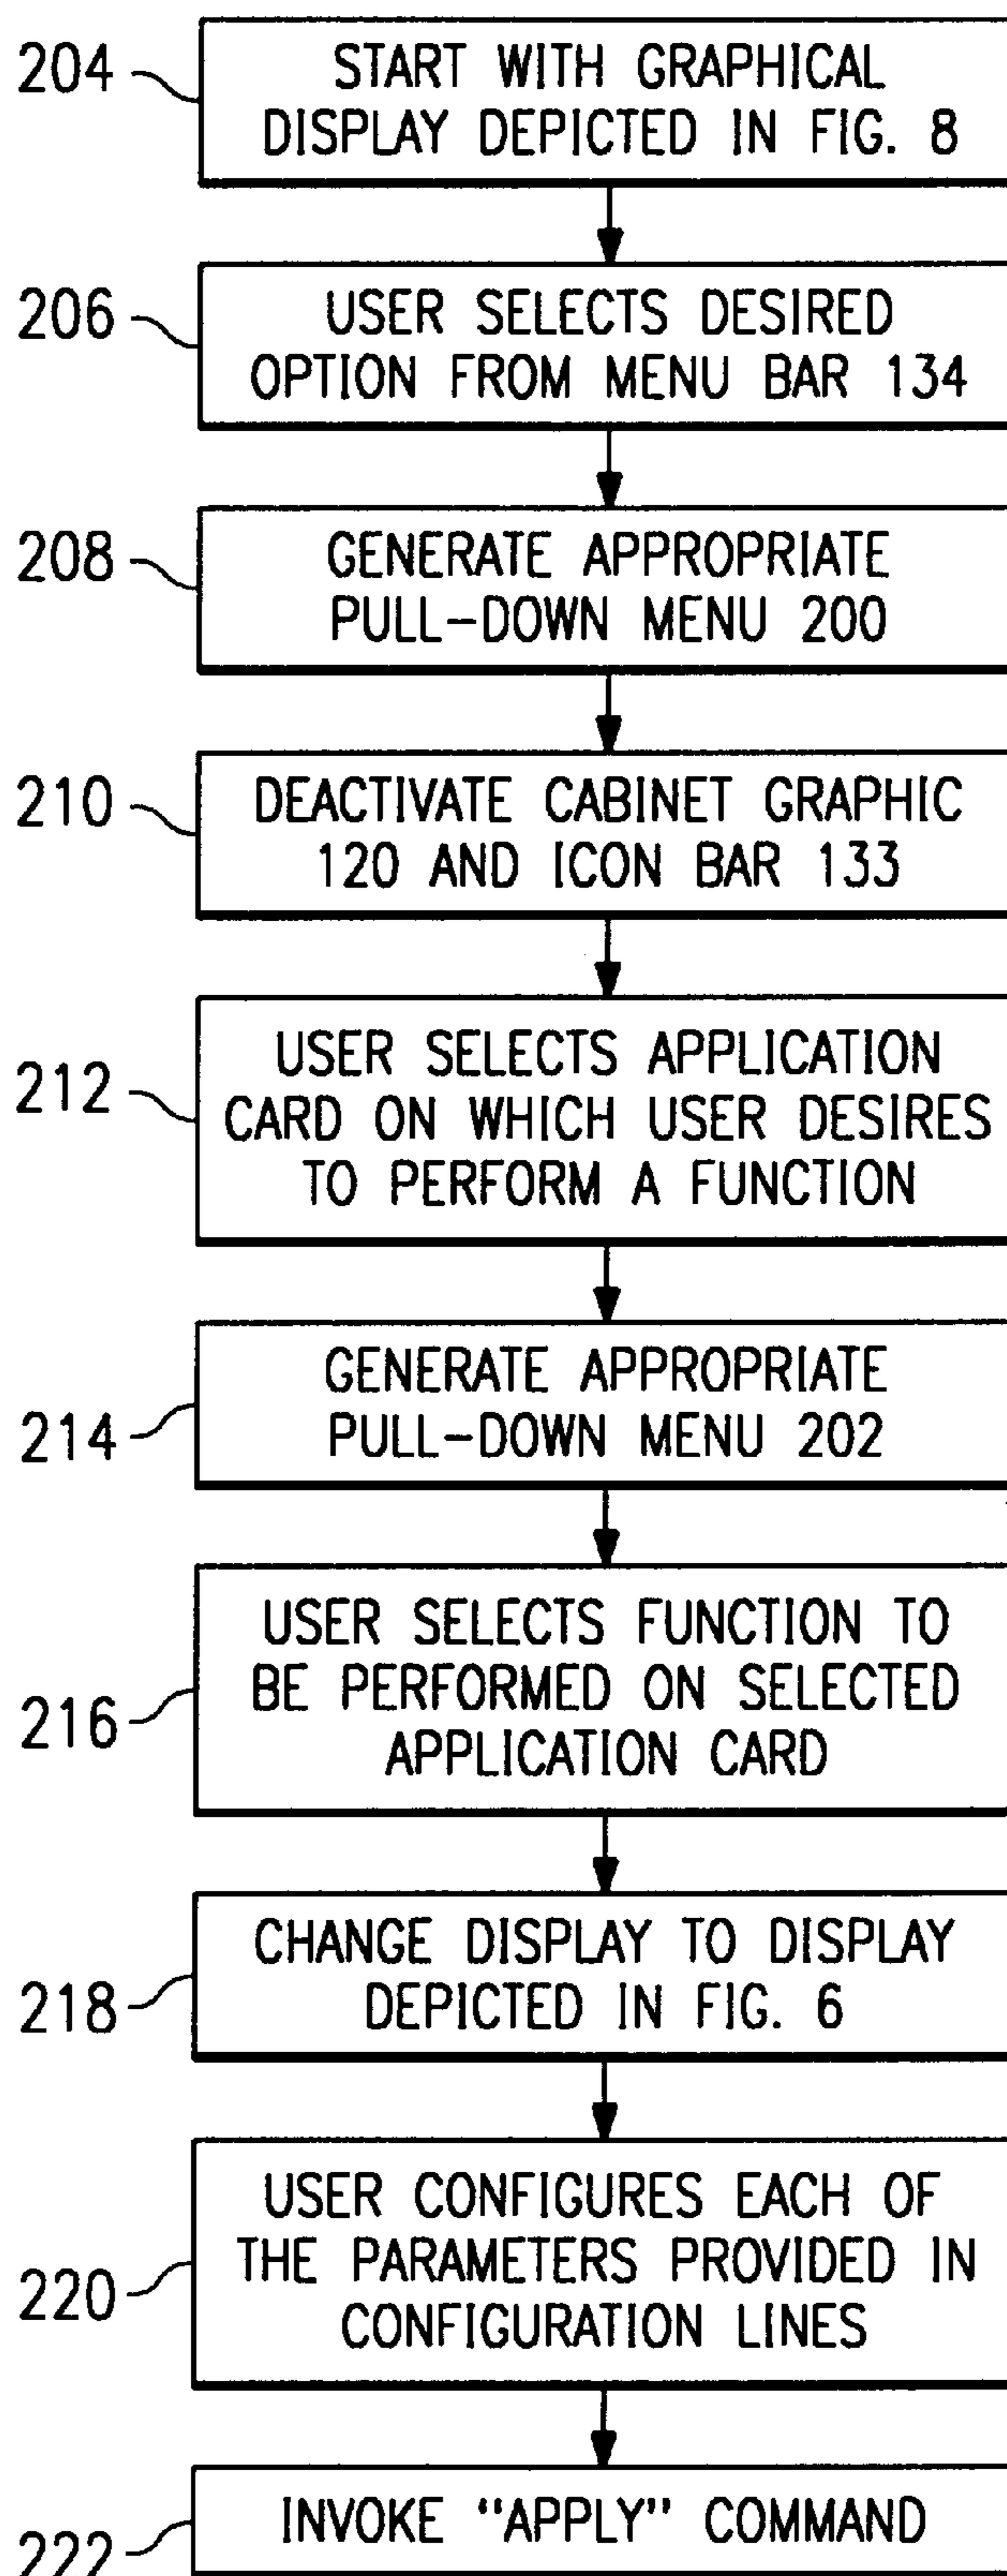 204
START WITH GRAPHICAL
DISPLAY DEPICTED IN FIG. 8
206
USER SELECTS DESIRED
OPTION FROM MENU BAR 134
208
GENERATE APPROPRIATE
PULL-DOWN MENU 200
210
DEACTIVATE CABINET GRAPHIC
120 AND ICON BAR 133
212
USER SELECTS APPLICATION
CARD ON WHICH USER DESIRES
TO PERFORM A FUNCTION
214
GENERATE APPROPRIATE
PULL-DOWN MENU 202
216
USER SELECTS FUNCTION TO
BE PERFORMED ON SELECTED
APPLICATION CARD
218
CHANGE DISPLAY TO DISPLAY
DEPICTED IN FIG. 6
220
USER CONFIGURES EACH OF
THE PARAMETERS PROVIDED IN
CONFIGURATION LINES
222
INVOKE “APPLY” COMMAND